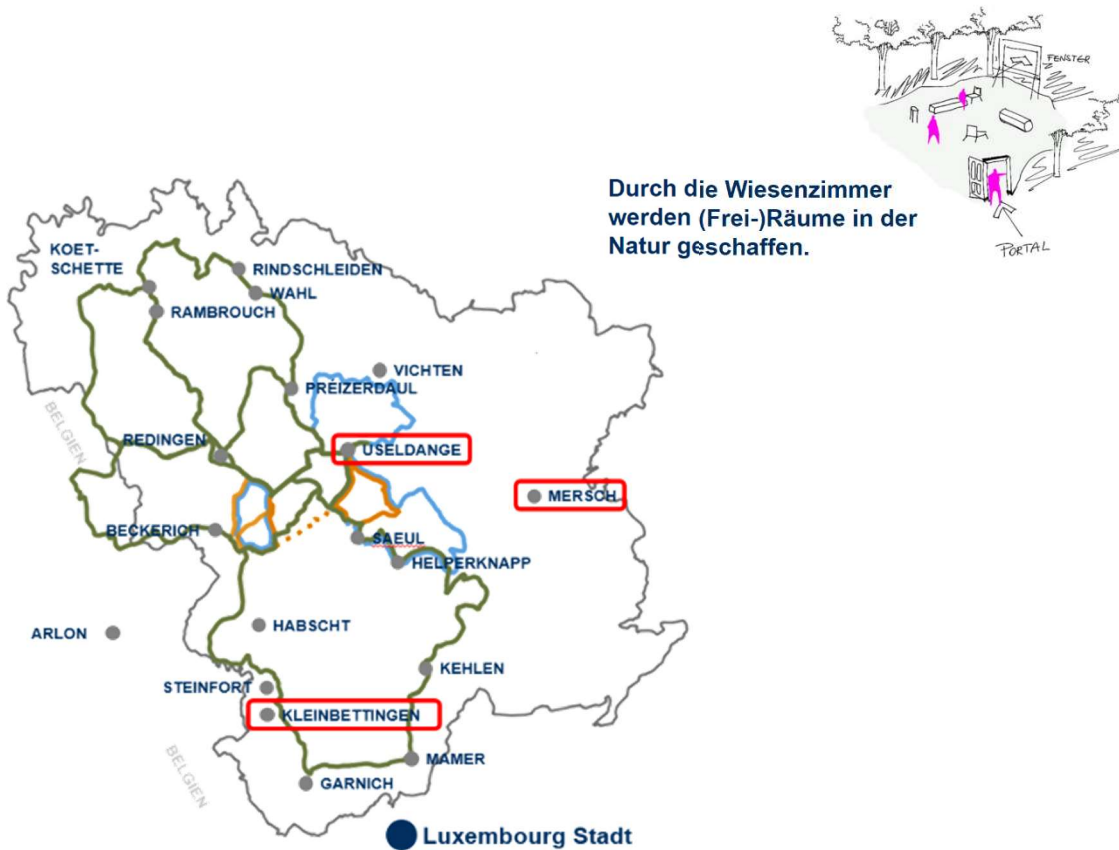 FENSTER
Durch die Wiesenzimmer
werden (Frei-)Räume in der
Natur geschaffen.
PORTAL
KOET-
SCHETTE
RINDSCHLEIDEN
WAHL
RAMBROUCH
VICHTEN
PREIZERDAUL
BELGIEN
REDINGEN
USELDANGE
MERSCH
BECKERICH
SAEUL
HELPERKNAPP
HABSCHT
ARLON
KEHLEN
STEINFORT
KLEINBETTINGEN
BELGIEN
MAMER
GARNICH
Luxembourg Stadt